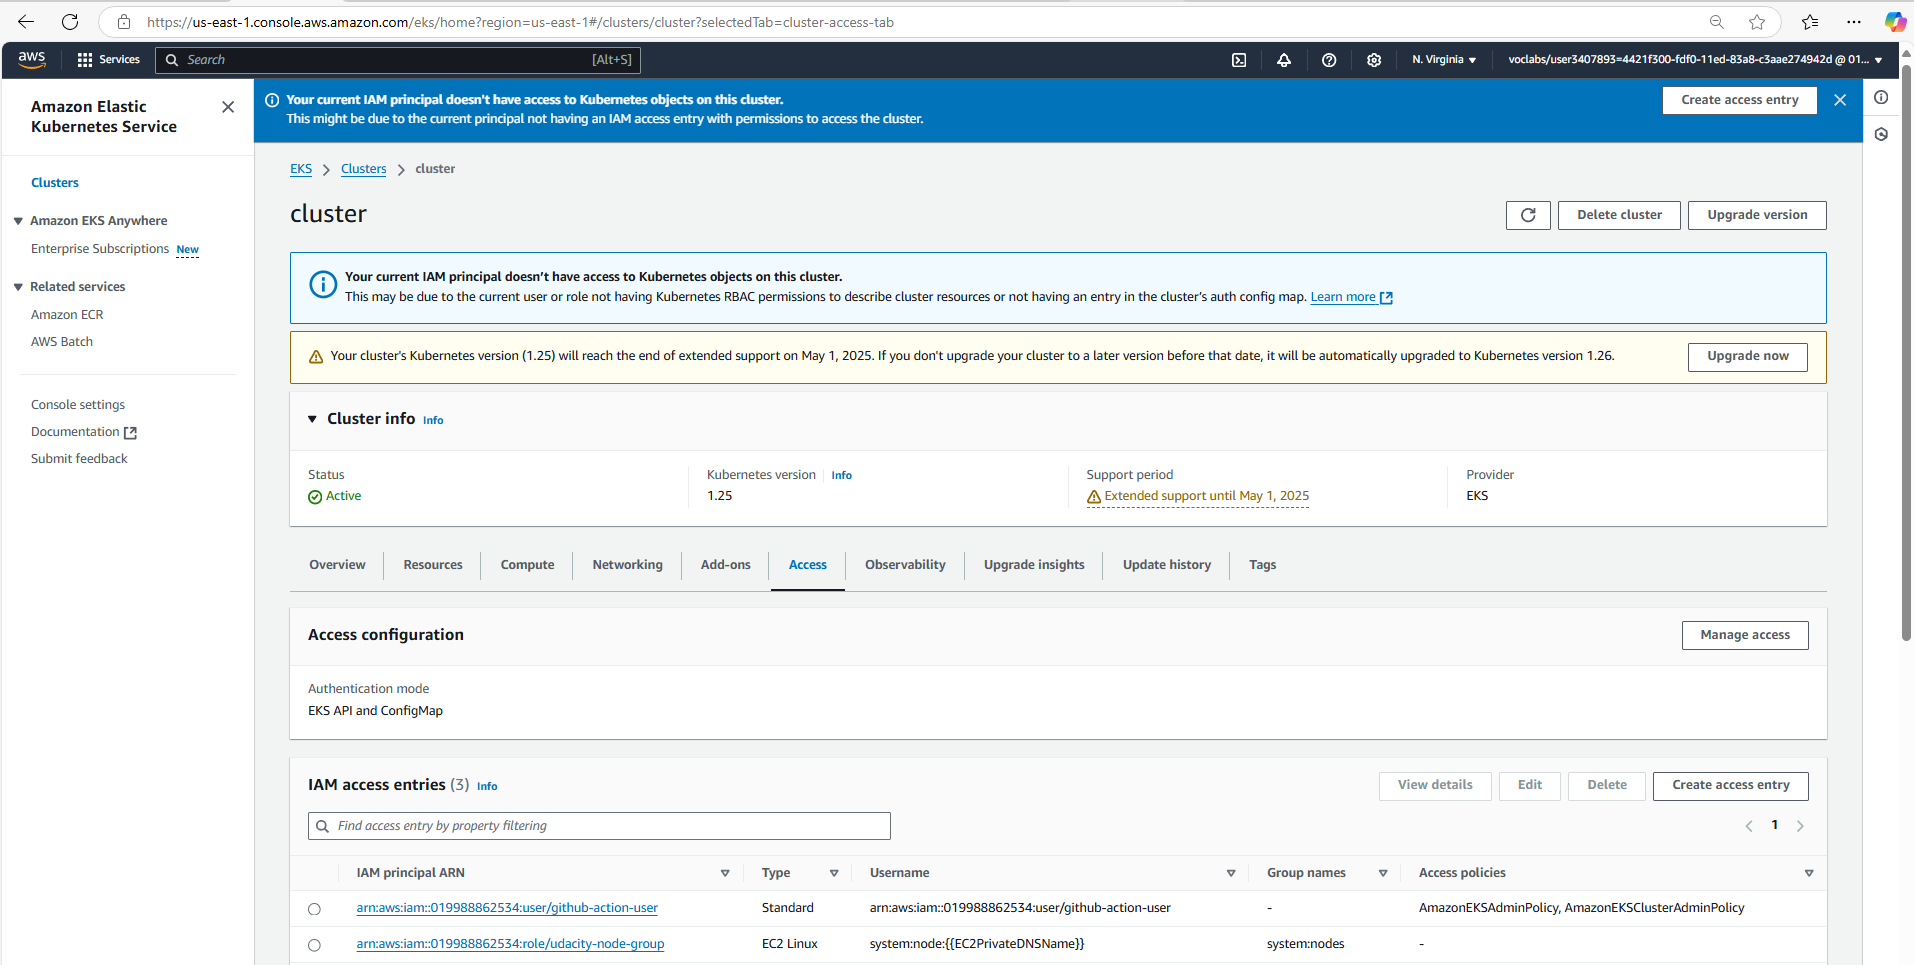 https://us-east-1.console.aws.amazon.com/eks/home?region=us-east-1#/clusters/cluster?selectedTab=cluster-access-tab
aws
Services
Search
[Alt+S]
N. Virginia
voclabs/user3407893=4421f300-fdf0-11ed-83a8-c3aae274942d @ 01...
Amazon Elastic
Kubernetes Service
Clusters
Amazon EKS Anywhere
Enterprise Subscriptions New
Related services
Amazon ECR
AWS Batch
Console settings
Documentation
Submit feedback
Your current IAM principal doesn't have access to Kubernetes objects on this cluster.
This might be due to the current principal not having an IAM access entry with permissions to access the cluster.
Create access entry
EKS > Clusters > cluster
cluster
Delete cluster
Upgrade version
Your current IAM principal doesn’t have access to Kubernetes objects on this cluster.
This may be due to the current user or role not having Kubernetes RBAC permissions to describe cluster resources or not having an entry in the cluster’s auth config map. Learn more
Your cluster's Kubernetes version (1.25) will reach the end of extended support on May 1, 2025. If you don't upgrade your cluster to a later version before that date, it will be automatically upgraded to Kubernetes version 1.26.
Upgrade now
Cluster info Info
Status
Active
Kubernetes version Info
1.25
Support period
Extended support until May 1, 2025
Provider
EKS
Overview Resources Compute Networking Add-ons Access Observability Upgrade insights Update history Tags
Access configuration
Manage access
Authentication mode
EKS API and ConfigMap
IAM access entries (3) Info
View details Edit Delete Create access entry
Find access entry by property filtering
1
IAM principal ARN Type Username Group names Access policies
arn:aws:iam::019988862534:user/github-action-user Standard arn:aws:iam::019988862534:user/github-action-user - AmazonEKSAdminPolicy, AmazonEKSClusterAdminPolicy
arn:aws:iam::019988862534:role/udacity-node-group EC2 Linux system:node:{{EC2PrivateDNSName}} system:nodes -